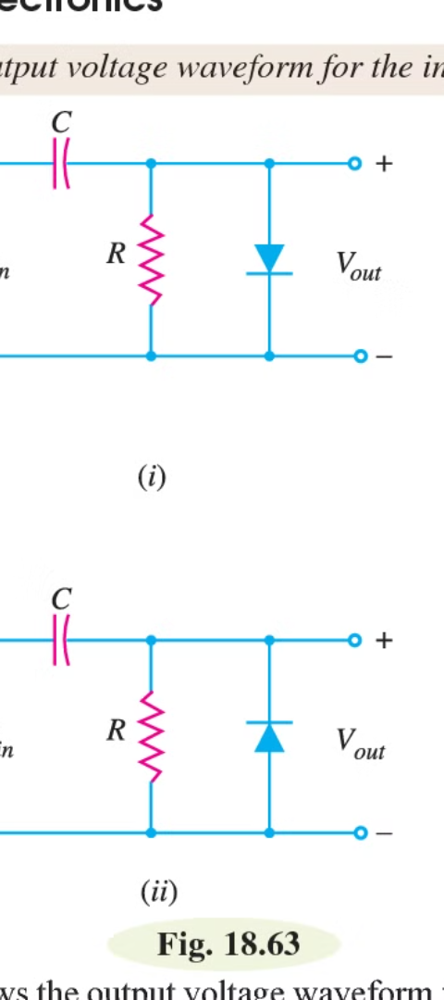 ectronics
tput voltage waveform for the in
C
+
R
n
V out
–
(i)
C
+
R
in
V out
–
(ii)
Fig. 18.63
ws the output voltage waveform